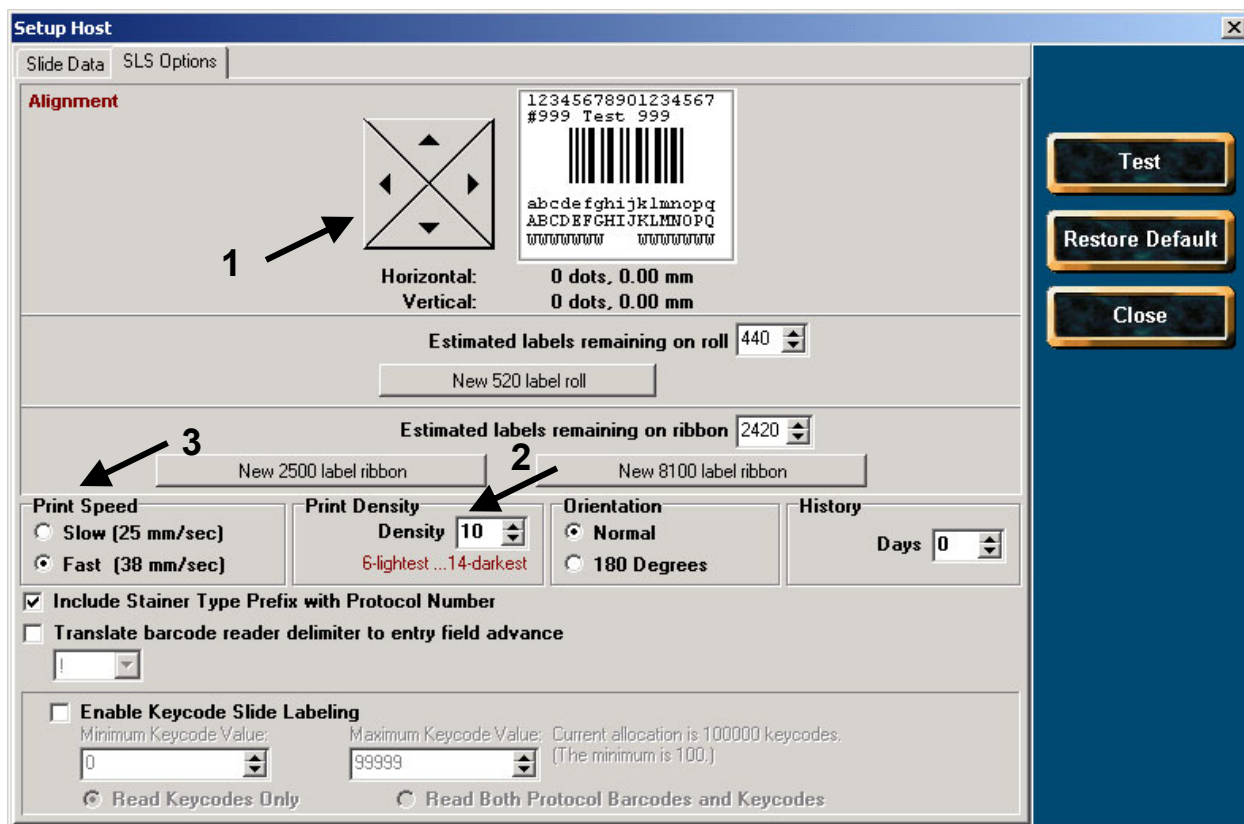 Setup Host
Slide Data SLS Options
Alignment
12345678901234567
#999 Test 999
abcdefghijklmnopq
ABCDEFGHIJKLMNOPQ
WWWWWWW WWWWWWW
1
Horizontal: 0 dots, 0.00 mm
Vertical: 0 dots, 0.00 mm
Estimated labels remaining on roll 440
New 520 label roll
Estimated labels remaining on ribbon 2420
3
2
New 2500 label ribbon New 8100 label ribbon
Print Speed Print Density Orientation History
Slow (25 mm/sec) Density 10 Normal Days 0
Fast (38 mm/sec) 6-lightest ...14-darkest 180 Degrees
Include Stainer Type Prefix with Protocol Number
Translate barcode reader delimiter to entry field advance
!
Enable Keycode Slide Labeling
Minimum Keycode Value: Maximum Keycode Value: Current allocation is 100000 keycodes.
0 99999 (The minimum is 100.)
Read Keycodes Only Read Both Protocol Barcodes and Keycodes
Test
Restore Default
Close